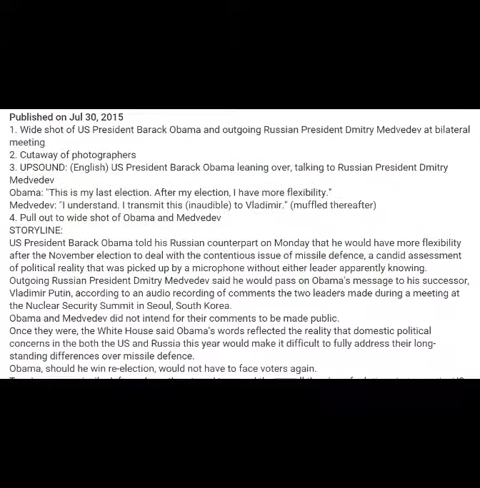 Published on Jul 30, 2015
1. Wide shot of US President Barack Obama and outgoing Russian President Dmitry Medvedev at bilateral
meeting
2. Cutaway of photographers
3. UPSOUND: (English) US President Barack Obama leaning over, talking to Russian President Dmitry
Medvedev
Obama: "This is my last election. After my election, I have more flexibility."
Medvedev: "I understand. I transmit this (inaudible) to Vladimir." (muffled thereafter)
4. Pull out to wide shot of Obama and Medvedev
STORYLINE:
US President Barack Obama told his Russian counterpart on Monday that he would have more flexibility
after the November election to deal with the contentious issue of missile defence, a candid assessment
of political reality that was picked up by a microphone without either leader apparently knowing.
Outgoing Russian President Dmitry Medvedev said he would pass on Obama's message to his successor,
Vladimir Putin, according to an audio recording of comments the two leaders made during a meeting at
the Nuclear Security Summit in Seoul, South Korea.
Obama and Medvedev did not intend for their comments to be made public.
Once they were, the White House said Obama's words reflected the reality that domestic political
concerns in the both the US and Russia this year would make it difficult to fully address their long-
standing differences over missile defence.
Obama, should he win re-election, would not have to face voters again.